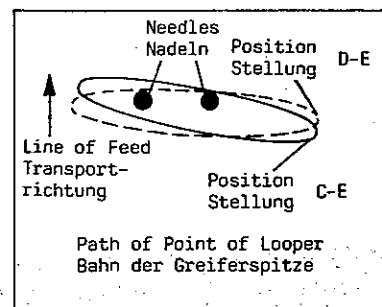 Needles
Nadeln
Position D-E
Stellung
Line of Feed
Transport-
richtung
Position
Stellung C-E
Path of Point of Looper
Bahn der Greiferspitze